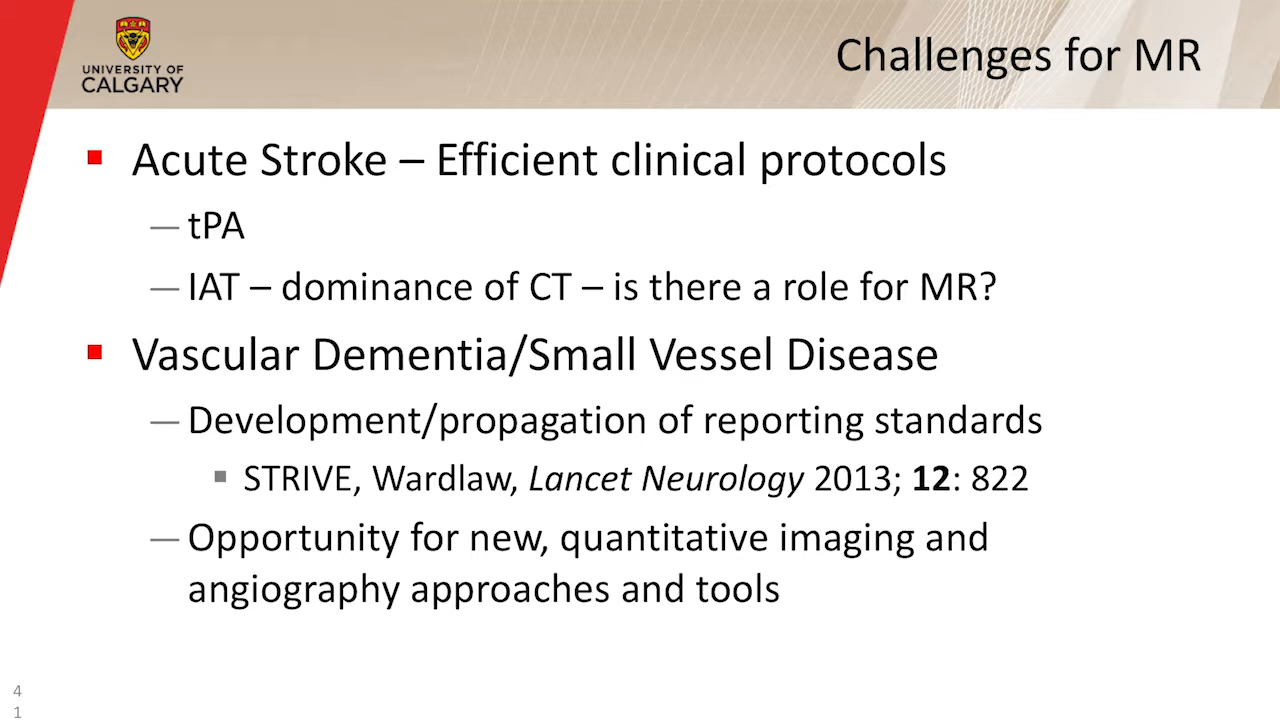 UNIVERSITY OF
CALGARY
Challenges for MR
▪ Acute Stroke – Efficient clinical protocols
— tPA
— IAT – dominance of CT – is there a role for MR?
▪ Vascular Dementia/Small Vessel Disease
— Development/propagation of reporting standards
▪ STRIVE, Wardlaw, Lancet Neurology 2013; 12: 822
— Opportunity for new, quantitative imaging and
angiography approaches and tools
4
1